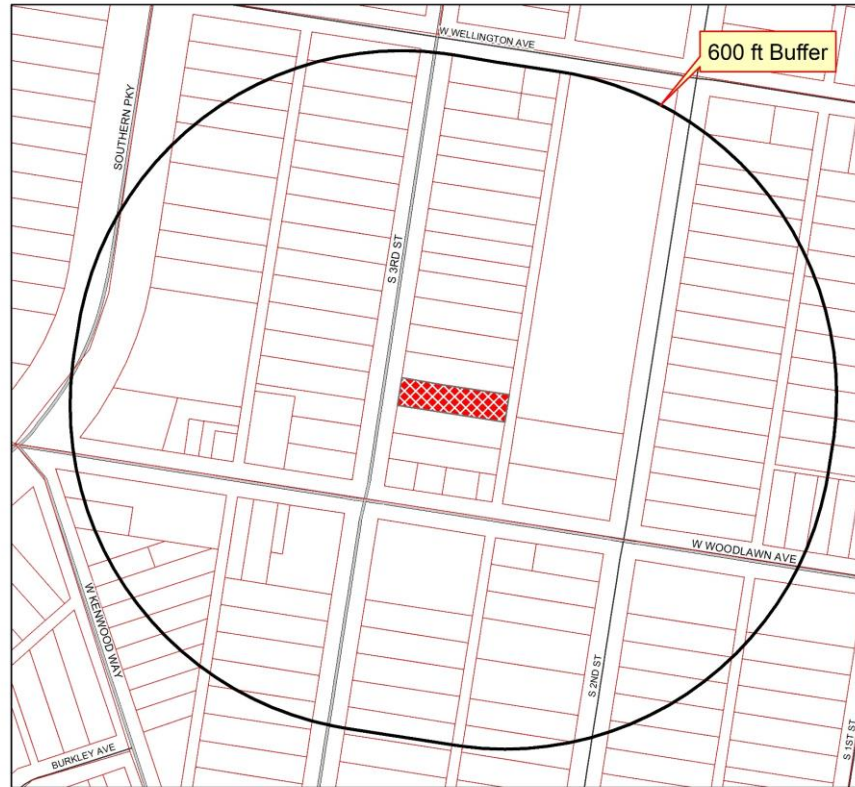 W WELLINGTON AVE
600 ft Buffer
SOUTHERN PKY
S 3RD ST
W WOODLAWN AVE
W KENWOOD WAY
S 2ND ST
S 1ST ST
BURKLEY AVE